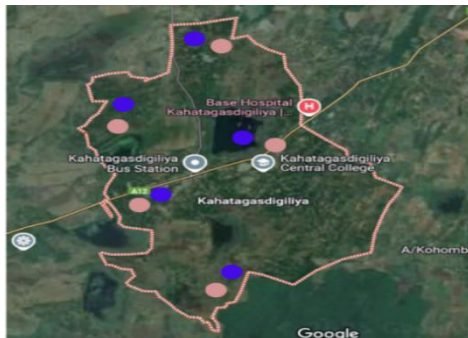 Base Hospital
Kahatagasdigiliya |...
Kahatagasdigiliya
Bus Station
Kahatagasdigiliya
Central College
A12
Kahatagasdigiliya
A/Kohomb
Google